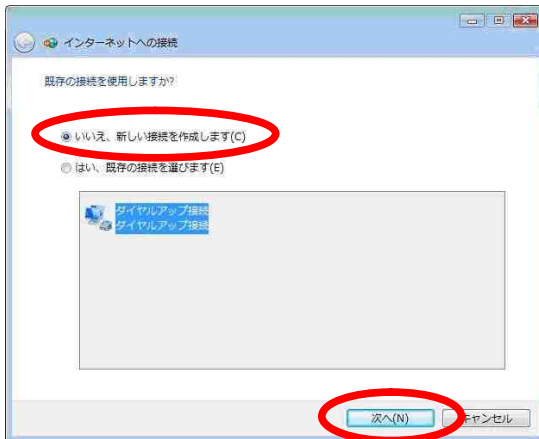 インターネットへの接続
既存の接続を使用しますか?
いいえ、新しい接続を作成します(C)
はい、既存の接続を選びます(E)
ダイヤルアップ接続
ダイヤルアップ接続
次へ(N)
キャンセル